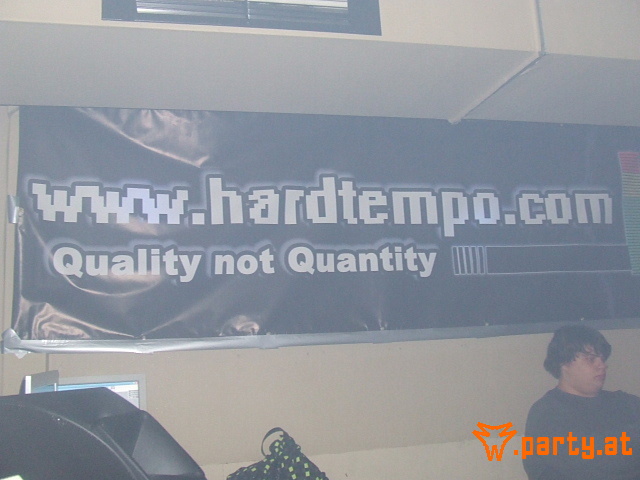 www.hardtempo.com
Quality not Quantity
w.party.at